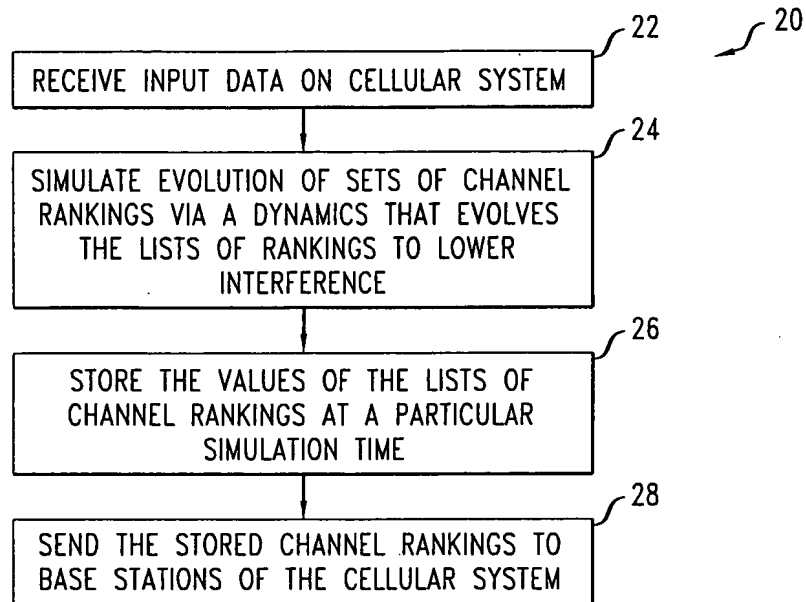 22
20
RECEIVE INPUT DATA ON CELLULAR SYSTEM
24
SIMULATE EVOLUTION OF SETS OF CHANNEL
RANKINGS VIA A DYNAMICS THAT EVOLVES
THE LISTS OF RANKINGS TO LOWER
INTERFERENCE
26
STORE THE VALUES OF THE LISTS OF
CHANNEL RANKINGS AT A PARTICULAR
SIMULATION TIME
28
SEND THE STORED CHANNEL RANKINGS TO
BASE STATIONS OF THE CELLULAR SYSTEM